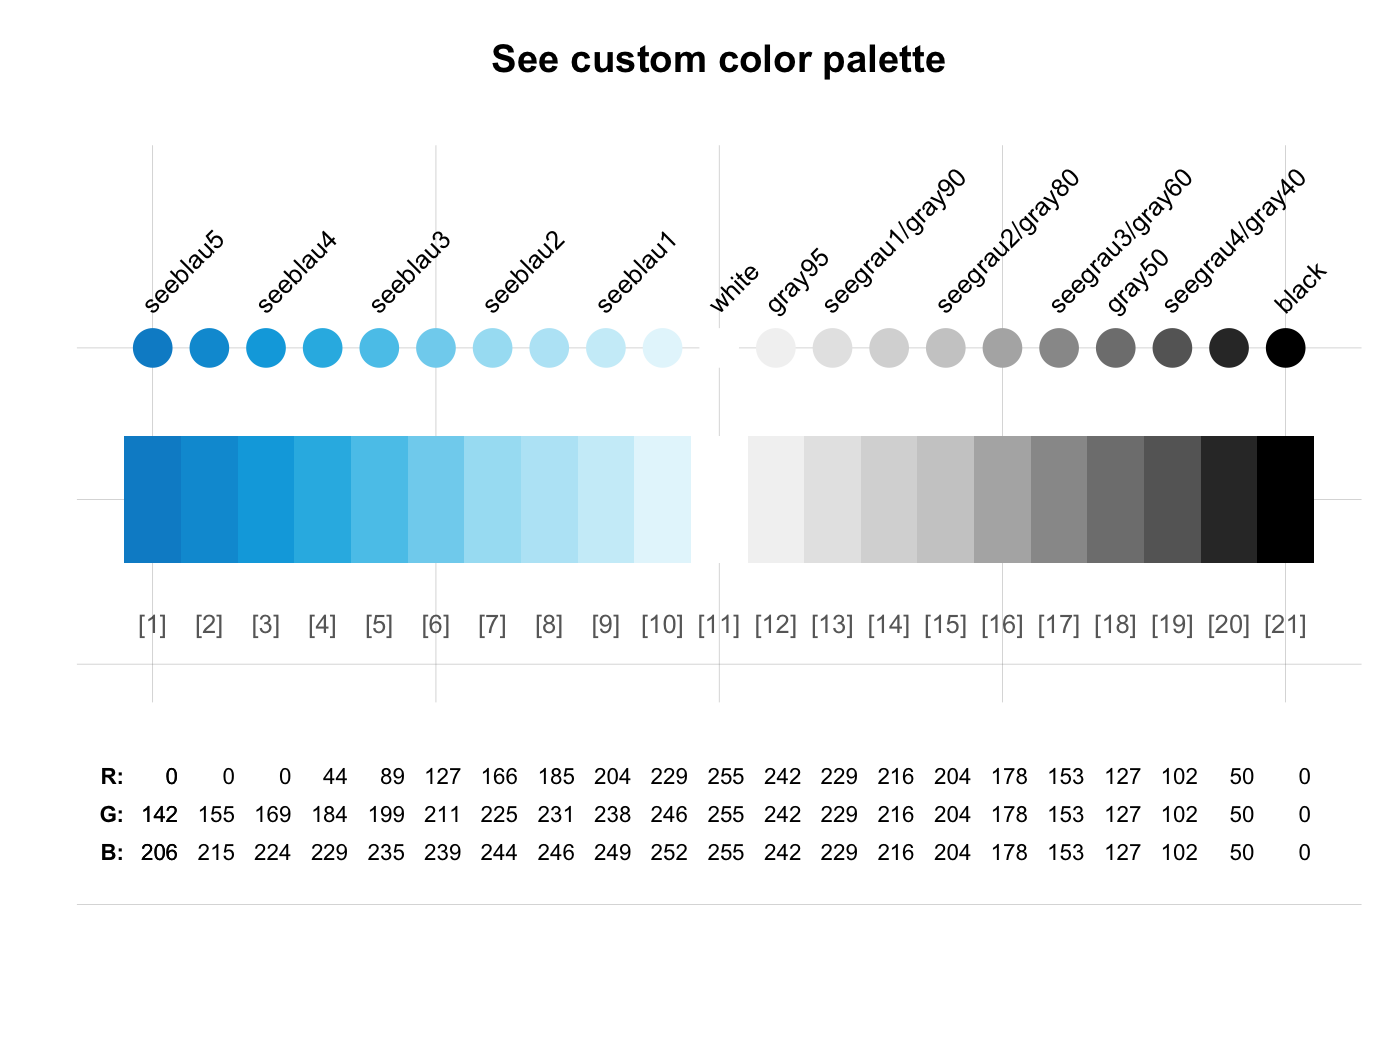 See custom color palette
seeblau5 seeblau4 seeblau3 seeblau2 seeblau1 white gray95 seegrau1/gray90 seegrau2/gray80 seegrau3/gray60 gray50 seegrau4/gray40 black
[1] [2] [3] [4] [5] [6] [7] [8] [9] [10] [11] [12] [13] [14] [15] [16] [17] [18] [19] [20] [21]
R: 0 0 0 44 89 127 166 185 204 229 255 242 229 216 204 178 153 127 102 50 0
G: 142 155 169 184 199 211 225 231 238 246 255 242 229 216 204 178 153 127 102 50 0
B: 206 215 224 229 235 239 244 246 249 252 255 242 229 216 204 178 153 127 102 50 0